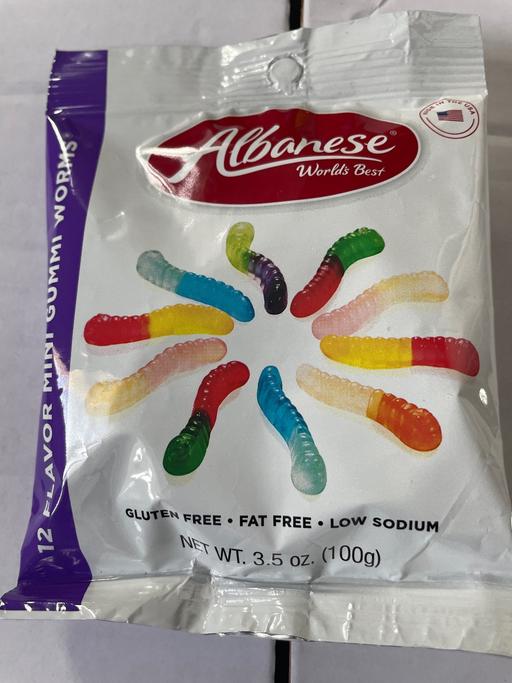 Albanese®
World's Best
IN THE USA
12 FLAVOR MINI GUMMI WORMS
GLUTEN FREE • FAT FREE • LOW SODIUM
NET WT. 3.5 oz. (100g)